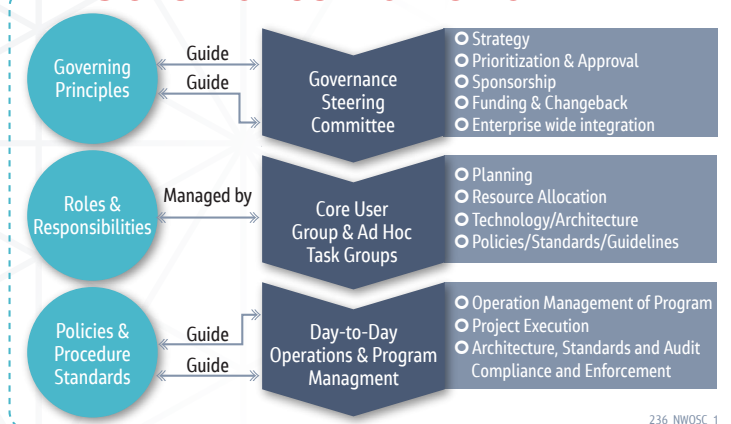 Governing
Principles
Guide
Guide
Governance
Steering
Committee
Strategy
Prioritization & Approval
Sponsorship
Funding & Changeback
Enterprise wide integration
Roles &
Responsibilities
Managed by
Core User
Group & Ad Hoc
Task Groups
Planning
Resource Allocation
Technology/Architecture
Policies/Standards/Guidelines
Policies &
Procedure
Standards
Guide
Guide
Day-to-Day
Operations & Program
Managment
Operation Management of Program
Project Execution
Architecture, Standards and Audit
Compliance and Enforcement
236_NWOSC_1